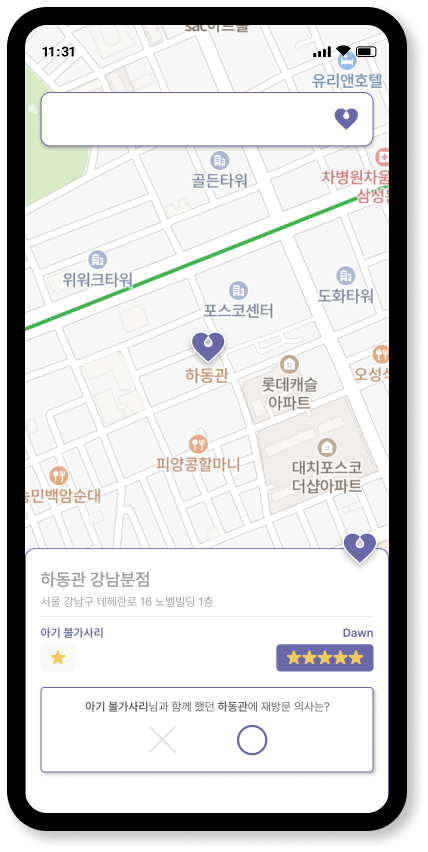 sac아트홀
11:31
유리앤호텔
골든타워
차병원차움
삼성분
위워크타워
도화타워
포스코센터
하동관
롯데캐슬
아파트
오성식
피양콩할마니
대치포스코
더샵아파트
농민백암순대
하동관 강남분점
서울 강남구 테헤란로 16 노벨빌딩 1층
아기 불가사리
Dawn
아기 불가사리님과 함께 했던 하동관에 재방문 의사는?